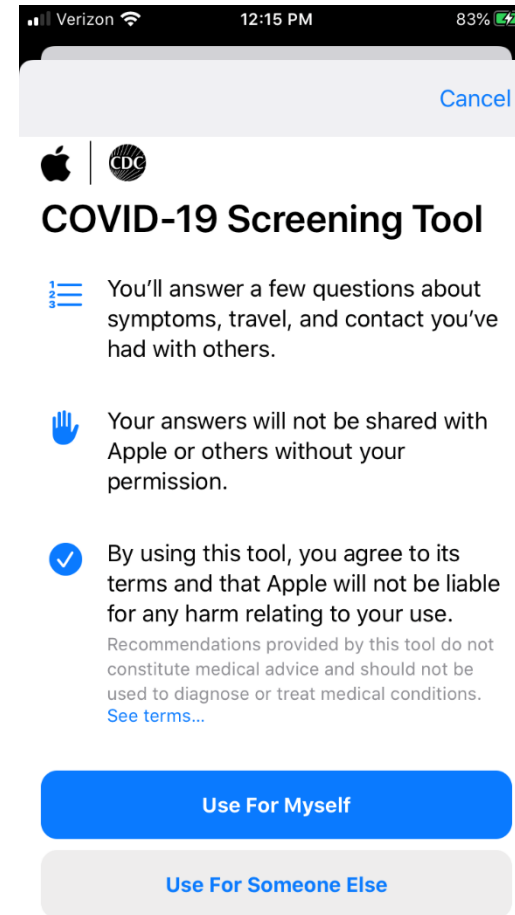 Verizon 12:15 PM 83%
Cancel
CDC
COVID-19 Screening Tool
1
2
3
You’ll answer a few questions about
symptoms, travel, and contact you’ve
had with others.
Your answers will not be shared with
Apple or others without your
permission.
By using this tool, you agree to its
terms and that Apple will not be liable
for any harm relating to your use.
Recommendations provided by this tool do not
constitute medical advice and should not be
used to diagnose or treat medical conditions.
See terms...
Use For Myself
Use For Someone Else